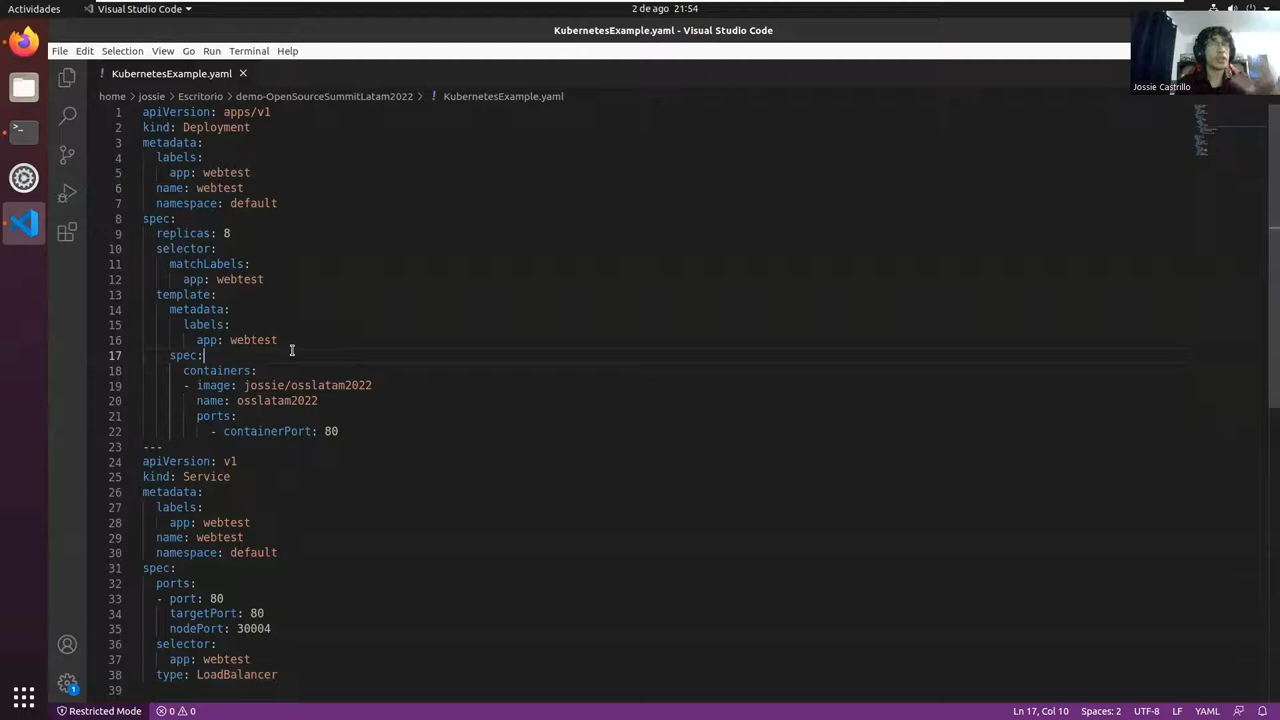 Actividades
Visual Studio Code
2 de ago 21:54
KubernetesExample.yaml - Visual Studio Code
File Edit Selection View Go Run Terminal Help
! KubernetesExample.yaml
home > jossie > Escritorio > demo-OpenSourceSummitLatam2022 > ! KubernetesExample.yaml
Jossie Castrillo
1 apiVersion: apps/v1
2 kind: Deployment
3 metadata:
4   labels:
5     app: webtest
6   name: webtest
7   namespace: default
8 spec:
9   replicas: 8
10   selector:
11     matchLabels:
12       app: webtest
13   template:
14     metadata:
15       labels:
16         app: webtest
17     spec:
18       containers:
19       - image: jossie/osslatam2022
20         name: osslatam2022
21         ports:
22           - containerPort: 80
23 ---
24 apiVersion: v1
25 kind: Service
26 metadata:
27   labels:
28     app: webtest
29   name: webtest
30   namespace: default
31 spec:
32   ports:
33   - port: 80
34     targetPort: 80
35     nodePort: 30004
36   selector:
37     app: webtest
38   type: LoadBalancer
39
1
Restricted Mode 0 0 Ln 17, Col 10 Spaces: 2 UTF-8 LF YAML